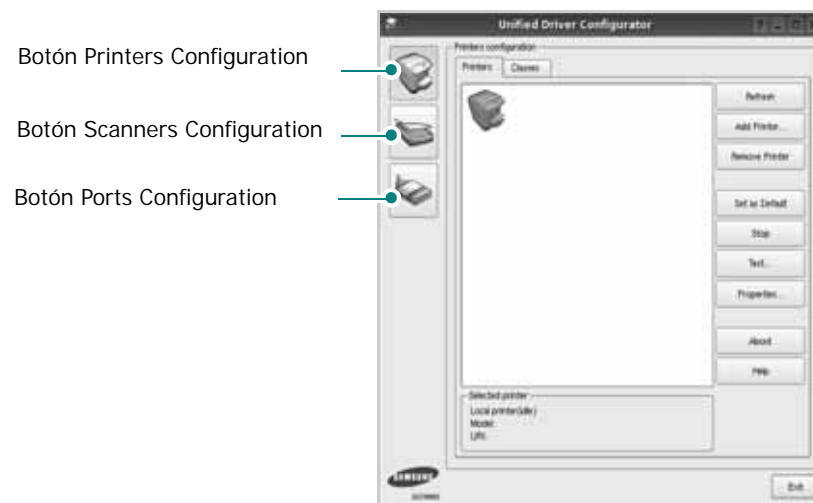 Unified Driver Configurator
Botón Printers Configuration
Botón Scanners Configuration
Botón Ports Configuration
Printers configuration
Printers
Classes
Refresh
Add Printer...
Remove Printer
Set as Default
Stop
Test...
Properties...
About
Help
Selected printer
Local printer(idle)
Model:
URI:
SAMSUNG
Exit